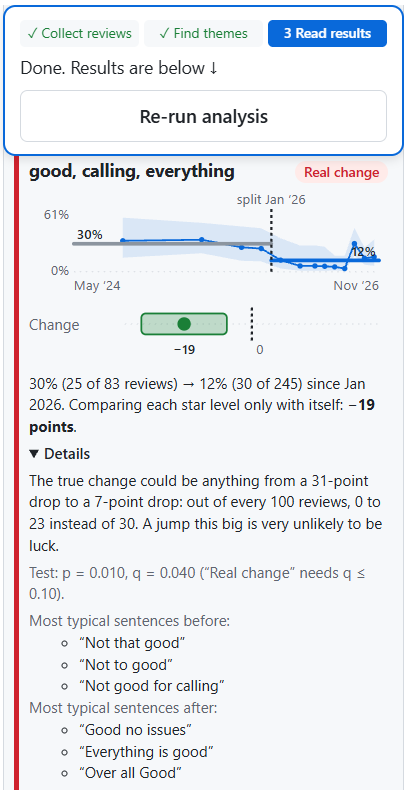 ✓ Collect reviews ✓ Find themes 3 Read results
Done. Results are below ↓
Re-run analysis
good, calling, everything Real change
split Jan ’26
61%
30%
12%
0%
May ’24 Nov ’26
Change
−19 0
30% (25 of 83 reviews) → 12% (30 of 245) since Jan
2026. Comparing each star level only with itself: −19
points.
▼ Details
The true change could be anything from a 31-point
drop to a 7-point drop: out of every 100 reviews, 0 to
23 instead of 30. A jump this big is very unlikely to be
luck.
Test: p = 0.010, q = 0.040 (“Real change” needs q ≤
0.10).
Most typical sentences before:
“Not that good”
“Not to good”
“Not good for calling”
Most typical sentences after:
“Good no issues”
“Everything is good”
“Over all Good”